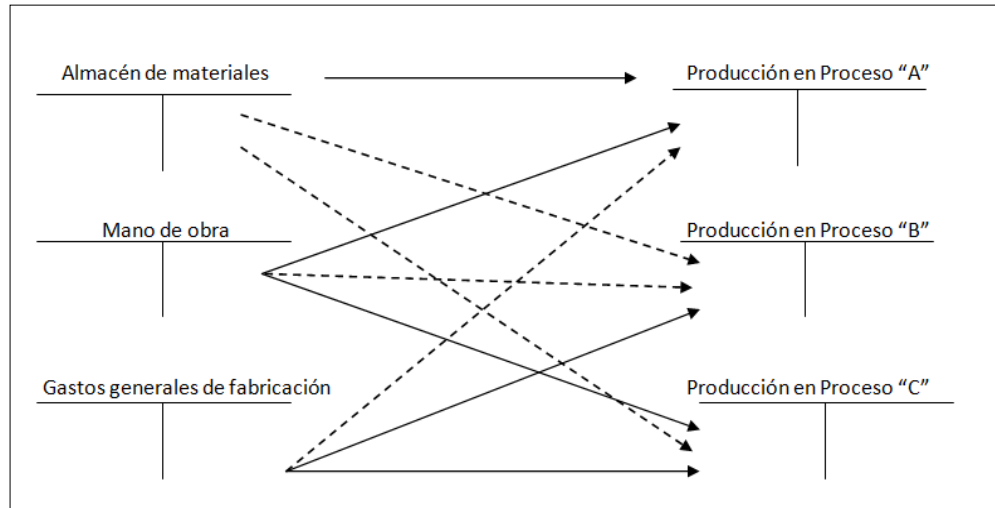 Almacén de materiales
Producción en Proceso “A”
Mano de obra
Producción en Proceso “B”
Gastos generales de fabricación
Producción en Proceso “C”